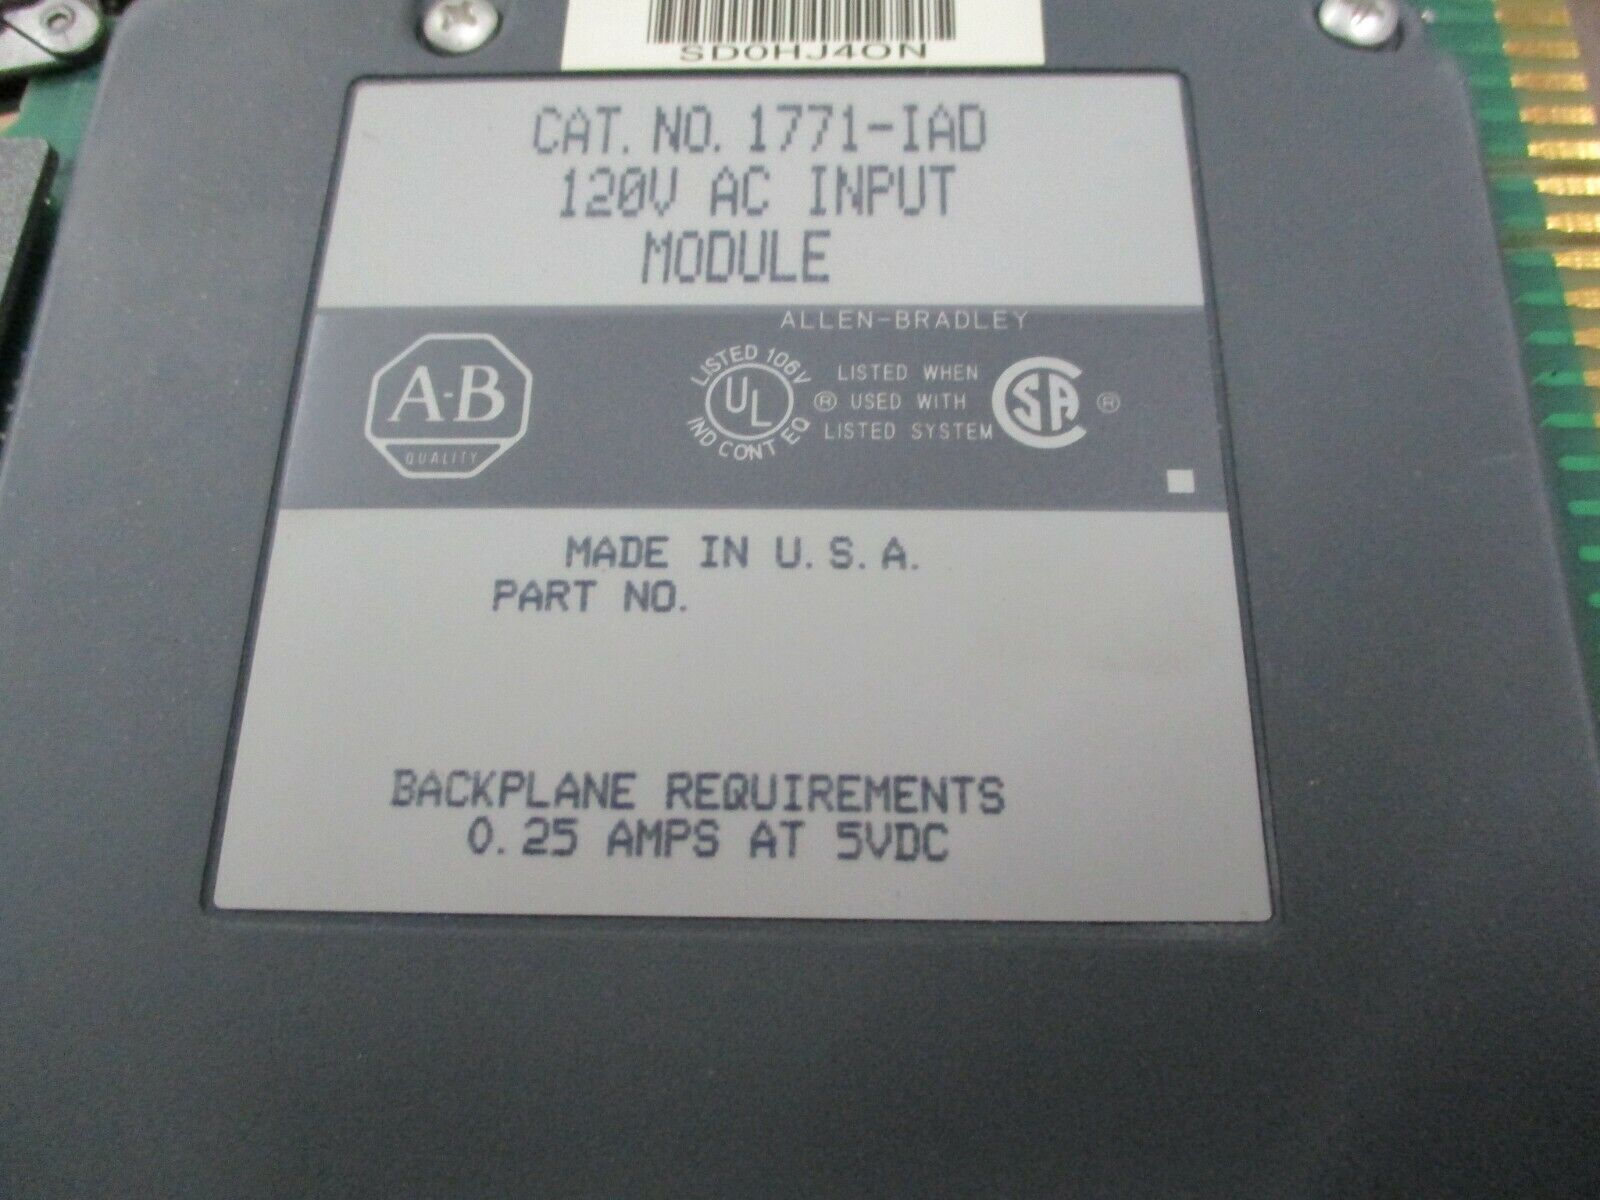 SD0HJ4ON
CAT. NO. 1771-IAD
120V AC INPUT
MODULE
ALLEN-BRADLEY
A-B
QUALITY
LISTED 106V
UL
IND CONT EQ
®
LISTED WHEN
USED WITH
LISTED SYSTEM
SA
®
MADE IN U.S.A.
PART NO.
BACKPLANE REQUIREMENTS
0.25 AMPS AT 5VDC